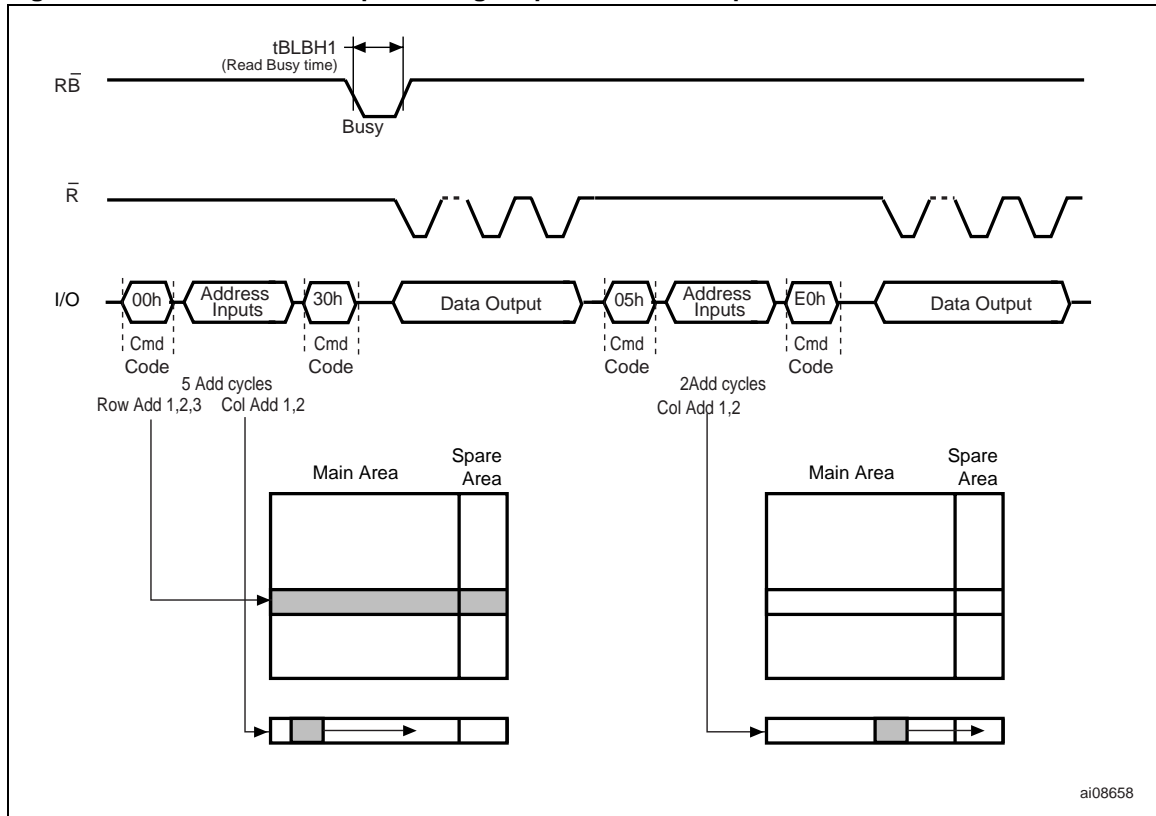 tBLBH1
(Read Busy time)
RB̅
Busy
R̅
I/O
00h
Address
Inputs
30h
Data Output
05h
Address
Inputs
E0h
Data Output
Cmd
Code
Cmd
Code
Cmd
Code
Cmd
Code
5 Add cycles
Row Add 1,2,3
Col Add 1,2
2Add cycles
Col Add 1,2
Main Area
Spare
Area
Main Area
Spare
Area
ai08658